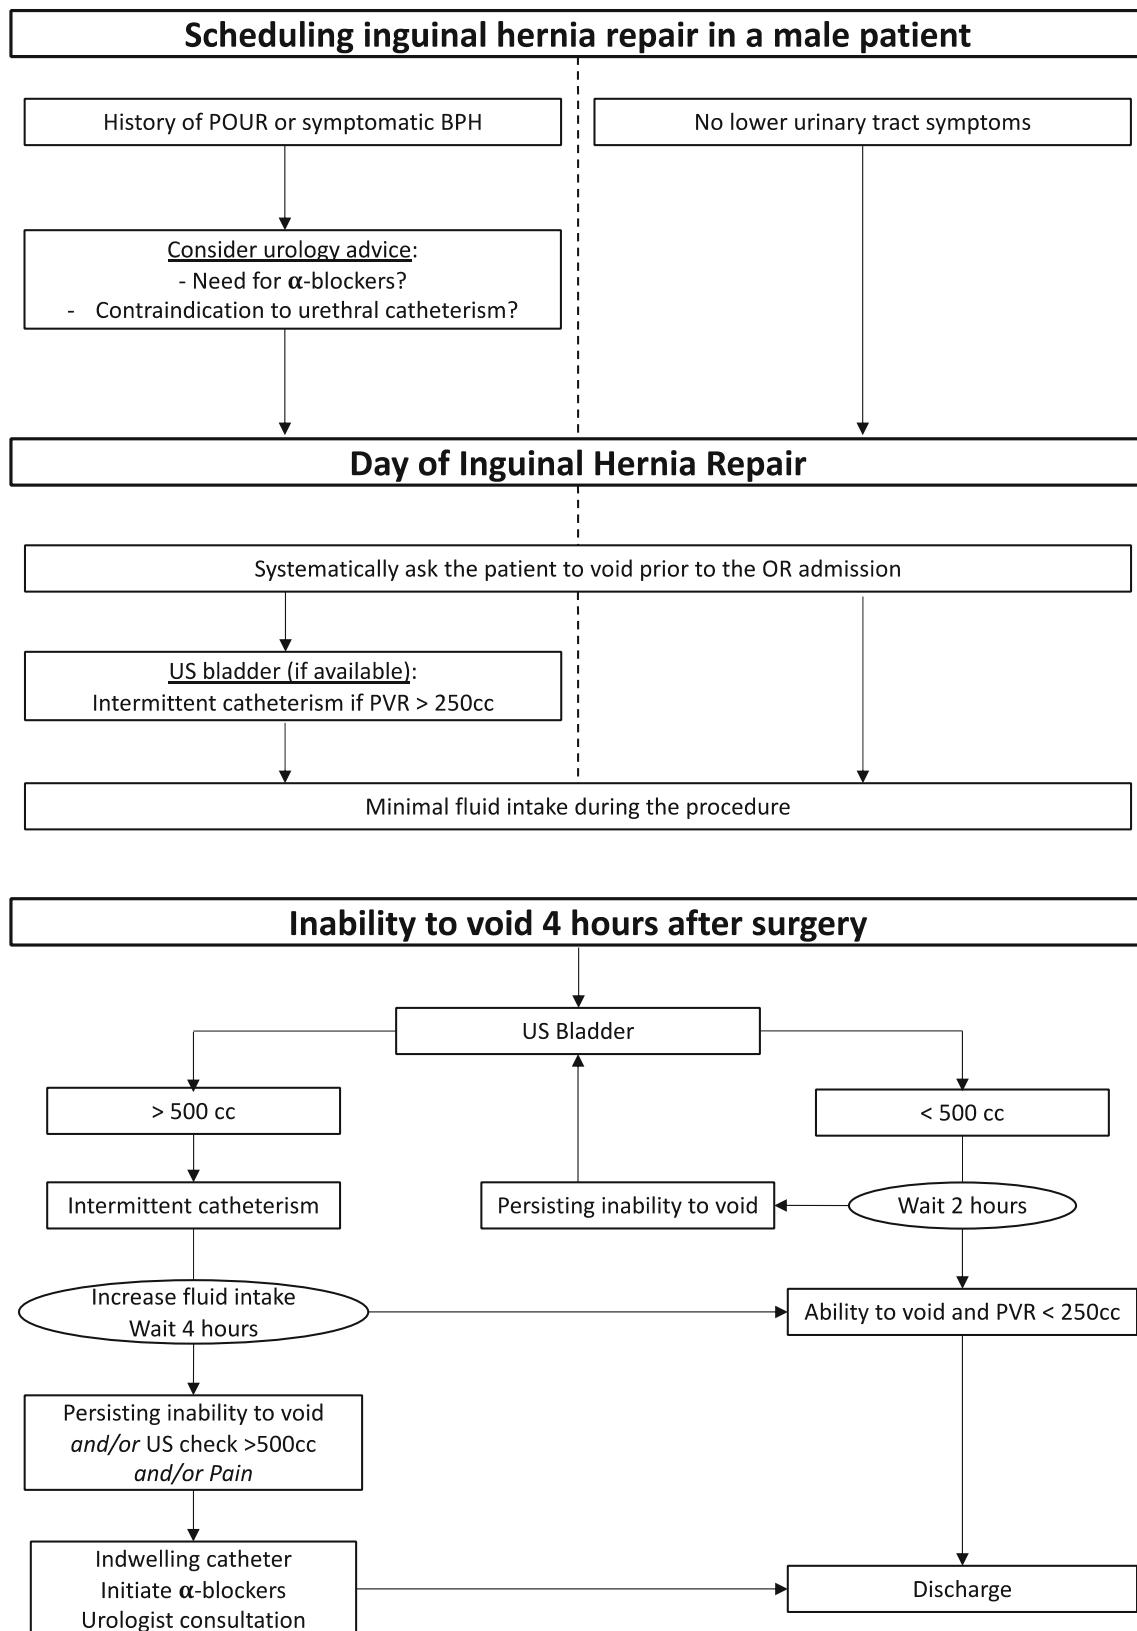 Scheduling inguinal hernia repair in a male patient
History of POUR or symptomatic BPH
No lower urinary tract symptoms
Consider urology advice:
- Need for α-blockers?
- Contraindication to urethral catheterism?
Day of Inguinal Hernia Repair
Systematically ask the patient to void prior to the OR admission
US bladder (if available):
Intermittent catheterism if PVR > 250cc
Minimal fluid intake during the procedure
Inability to void 4 hours after surgery
US Bladder
> 500 cc
< 500 cc
Intermittent catheterism
Persisting inability to void
Wait 2 hours
Increase fluid intake
Wait 4 hours
Ability to void and PVR < 250cc
Persisting inability to void
and/or US check >500cc
and/or Pain
Indwelling catheter
Initiate α-blockers
Urologist consultation
Discharge